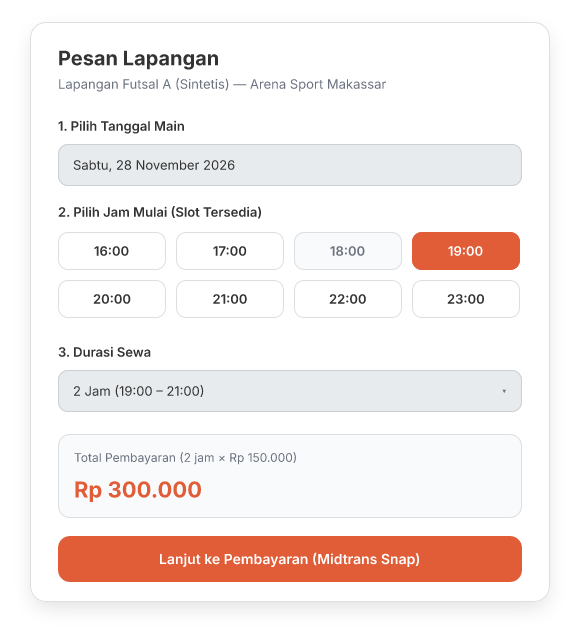 Pesan Lapangan
Lapangan Futsal A (Sintetis) — Arena Sport Makassar
1. Pilih Tanggal Main
Sabtu, 28 November 2026
2. Pilih Jam Mulai (Slot Tersedia)
16:00 17:00 18:00 19:00
20:00 21:00 22:00 23:00
3. Durasi Sewa
2 Jam (19:00 – 21:00)
Total Pembayaran (2 jam × Rp 150.000)
Rp 300.000
Lanjut ke Pembayaran (Midtrans Snap)